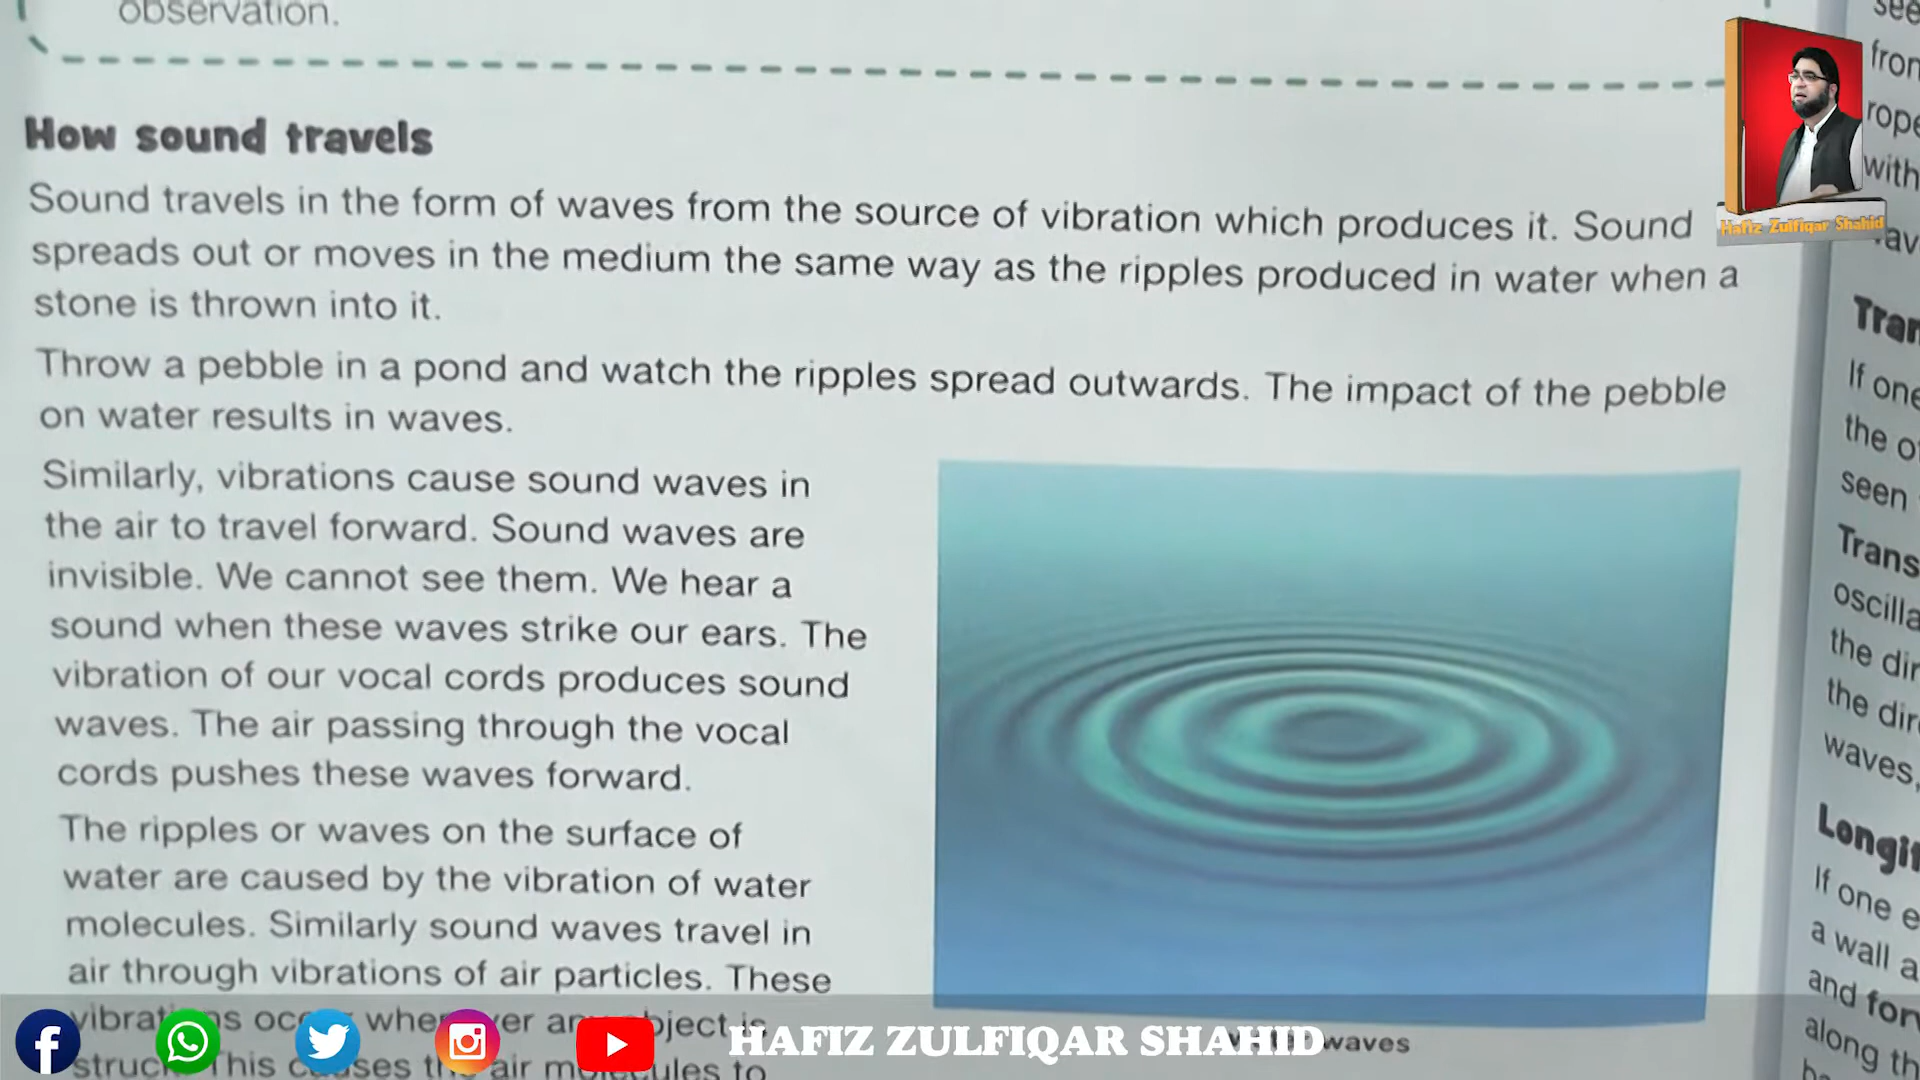 observation.
How sound travels
Sound travels in the form of waves from the source of vibration which produces it. Sound
spreads out or moves in the medium the same way as the ripples produced in water when a
stone is thrown into it.
Throw a pebble in a pond and watch the ripples spread outwards. The impact of the pebble
on water results in waves.
Similarly, vibrations cause sound waves in
the air to travel forward. Sound waves are
invisible. We cannot see them. We hear a
sound when these waves strike our ears. The
vibration of our vocal cords produces sound
waves. The air passing through the vocal
cords pushes these waves forward.
The ripples or waves on the surface of
water are caused by the vibration of water
molecules. Similarly sound waves travel in
air through vibrations of air particles. These
waves
see
from
rope
with
If one
the
seen
the
the
waves,
If one e
a wall a
and for
along th
Hafiz Zulfiqar Shahid
HAFIZ ZULFIQAR SHAHID